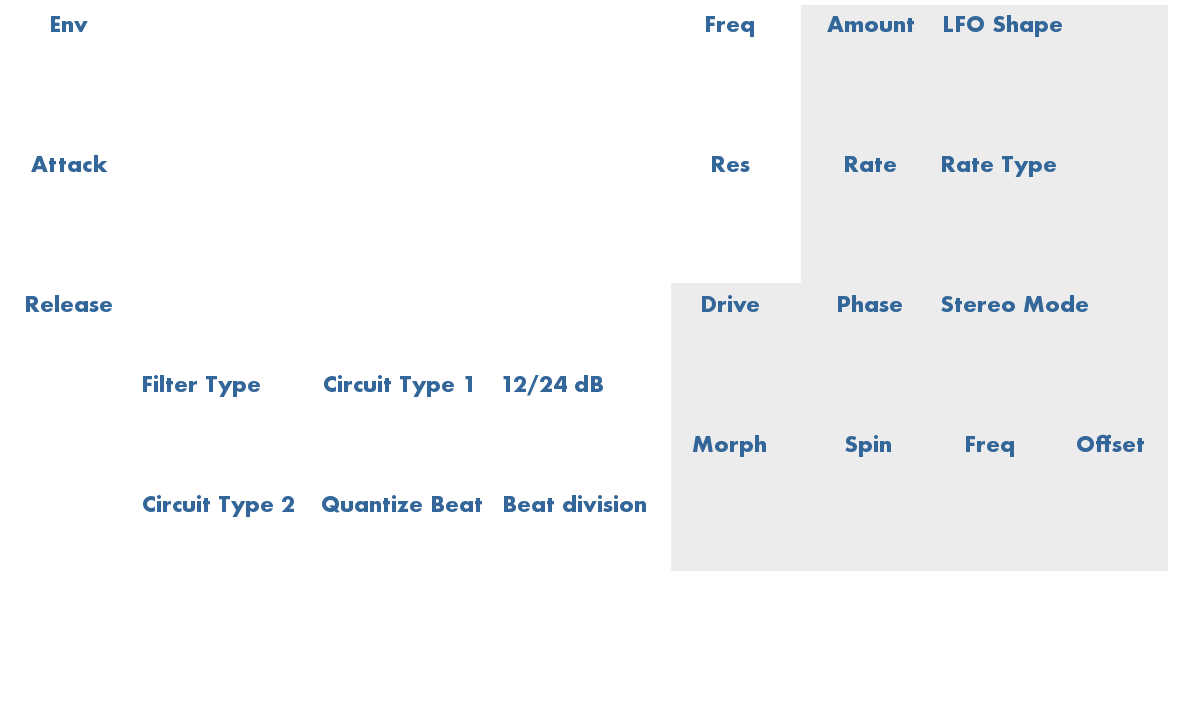 Env Freq Amount LFO Shape
Attack Res Rate Rate Type
Release Drive Phase Stereo Mode
Filter Type Circuit Type 1 12/24 dB
Morph Spin Freq Offset
Circuit Type 2 Quantize Beat Beat division